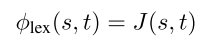 ϕ_lex(s, t) = J(s, t)